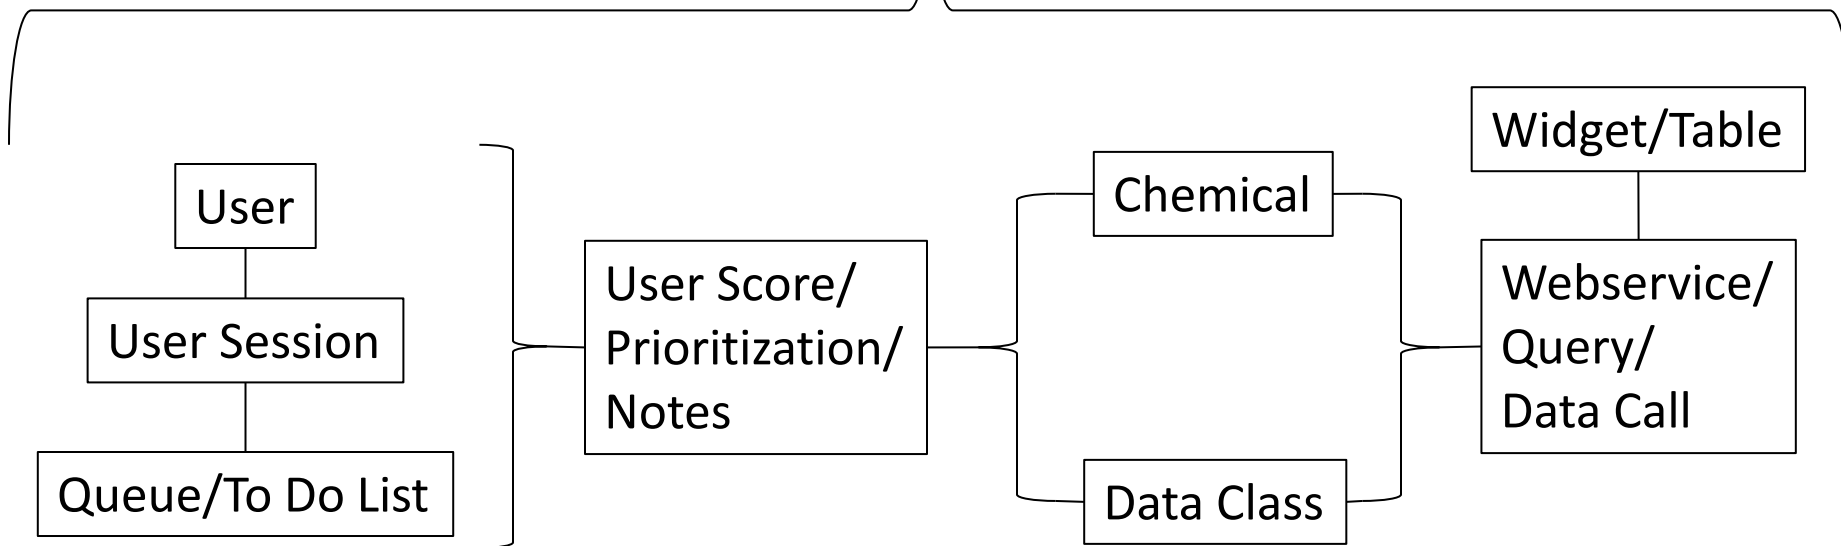 User
User Session
Queue/To Do List
User Score/
Prioritization/
Notes
Chemical
Data Class
Widget/Table
Webservice/
Query/
Data Call